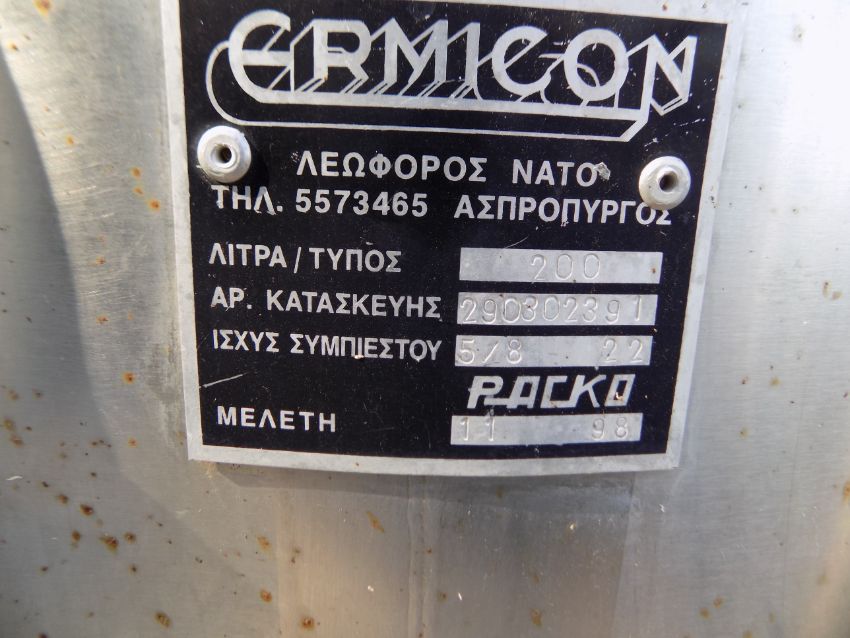 ERMICON
ΛΕΩΦΟΡΟΣ ΝΑΤΟ
ΤΗΛ. 5573465 ΑΣΠΡΟΠΥΡΓΟΣ
ΛΙΤΡΑ / ΤΥΠΟΣ 200
ΑΡ. ΚΑΤΑΣΚΕΥΗΣ 290302391
ΙΣΧΥΣ ΣΥΜΠΙΕΣΤΟΥ 5/8 22
PACKO
ΜΕΛΕΤΗ 11 98